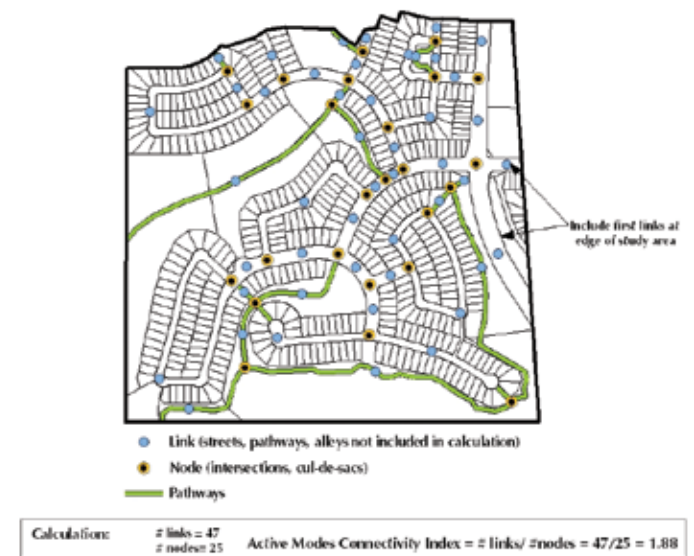 Include first links at
edge of study area
Link (streets, pathways, alleys not included in calculation)
Node (intersections, cul-de-sacs)
Pathways
Calculation:
# links = 47
# nodes= 25
Active Modes Connectivity Index = # links/ #nodes = 47/25 = 1.88